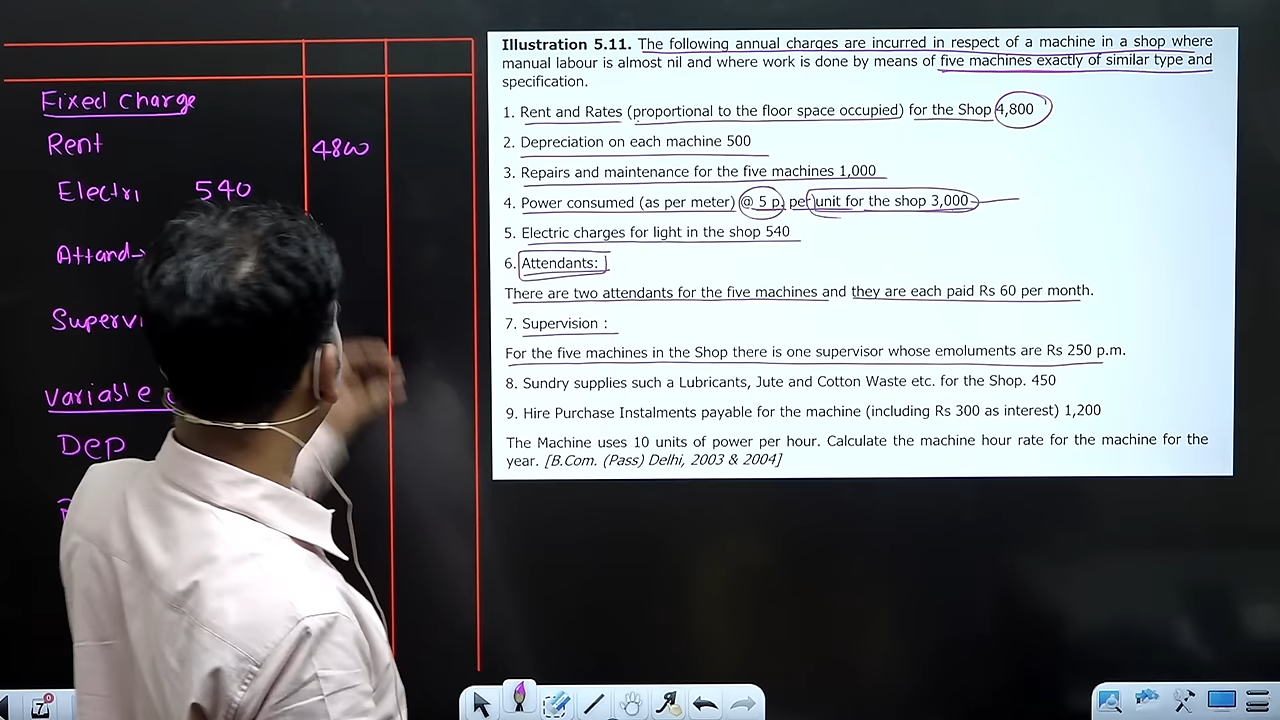 Fixed Charge
Rent 4800
Electri 540
Attand
Supervi
Variable
Dep
Illustration 5.11. The following annual charges are incurred in respect of a machine in a shop where
manual labour is almost nil and where work is done by means of five machines exactly of similar type and
specification.
1. Rent and Rates (proportional to the floor space occupied) for the Shop 4,800
2. Depreciation on each machine 500
3. Repairs and maintenance for the five machines 1,000
4. Power consumed (as per meter) @ 5 p. per unit for the shop 3,000
5. Electric charges for light in the shop 540
6. Attendants:
There are two attendants for the five machines and they are each paid Rs 60 per month.
7. Supervision :
For the five machines in the Shop there is one supervisor whose emoluments are Rs 250 p.m.
8. Sundry supplies such a Lubricants, Jute and Cotton Waste etc. for the Shop. 450
9. Hire Purchase Instalments payable for the machine (including Rs 300 as interest) 1,200
The Machine uses 10 units of power per hour. Calculate the machine hour rate for the machine for the
year. [B.Com. (Pass) Delhi, 2003 & 2004]
7